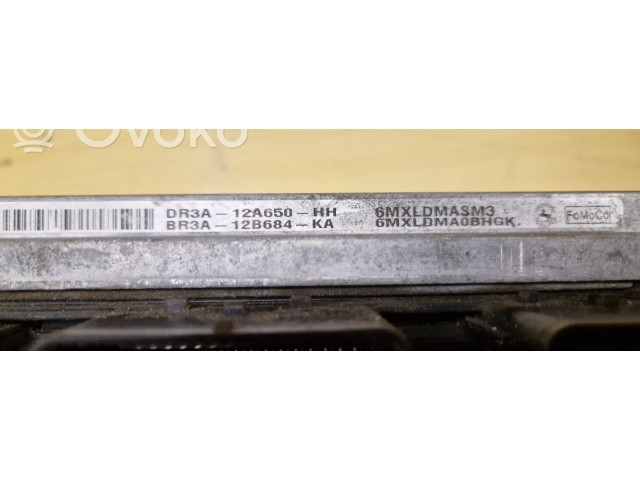 OVOKO
DR3A-12A650-HH 6MXLDMASM3 FoMoCo
BR3A-12B684-KA 6MXLDMA0BHGK